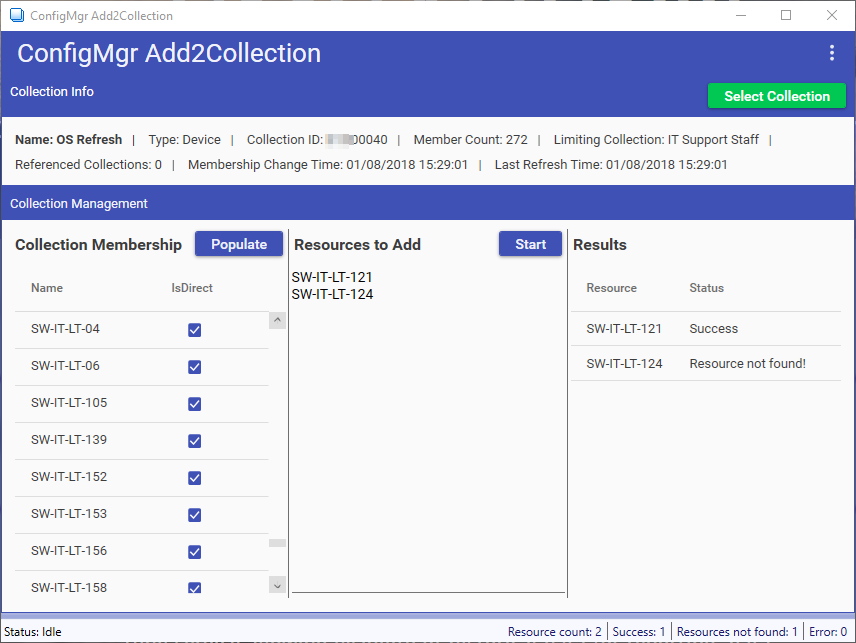 ConfigMgr Add2Collection
ConfigMgr Add2Collection
Collection Info
Select Collection
Name: OS Refresh | Type: Device | Collection ID: 00040 | Member Count: 272 | Limiting Collection: IT Support Staff |
Referenced Collections: 0 | Membership Change Time: 01/08/2018 15:29:01 | Last Refresh Time: 01/08/2018 15:29:01
Collection Management
Collection Membership Populate
Name IsDirect
SW-IT-LT-04
SW-IT-LT-06
SW-IT-LT-105
SW-IT-LT-139
SW-IT-LT-152
SW-IT-LT-153
SW-IT-LT-156
SW-IT-LT-158
Resources to Add Start
SW-IT-LT-121
SW-IT-LT-124
Results
Resource Status
SW-IT-LT-121 Success
SW-IT-LT-124 Resource not found!
Status: Idle
Resource count: 2 | Success: 1 | Resources not found: 1 | Error: 0